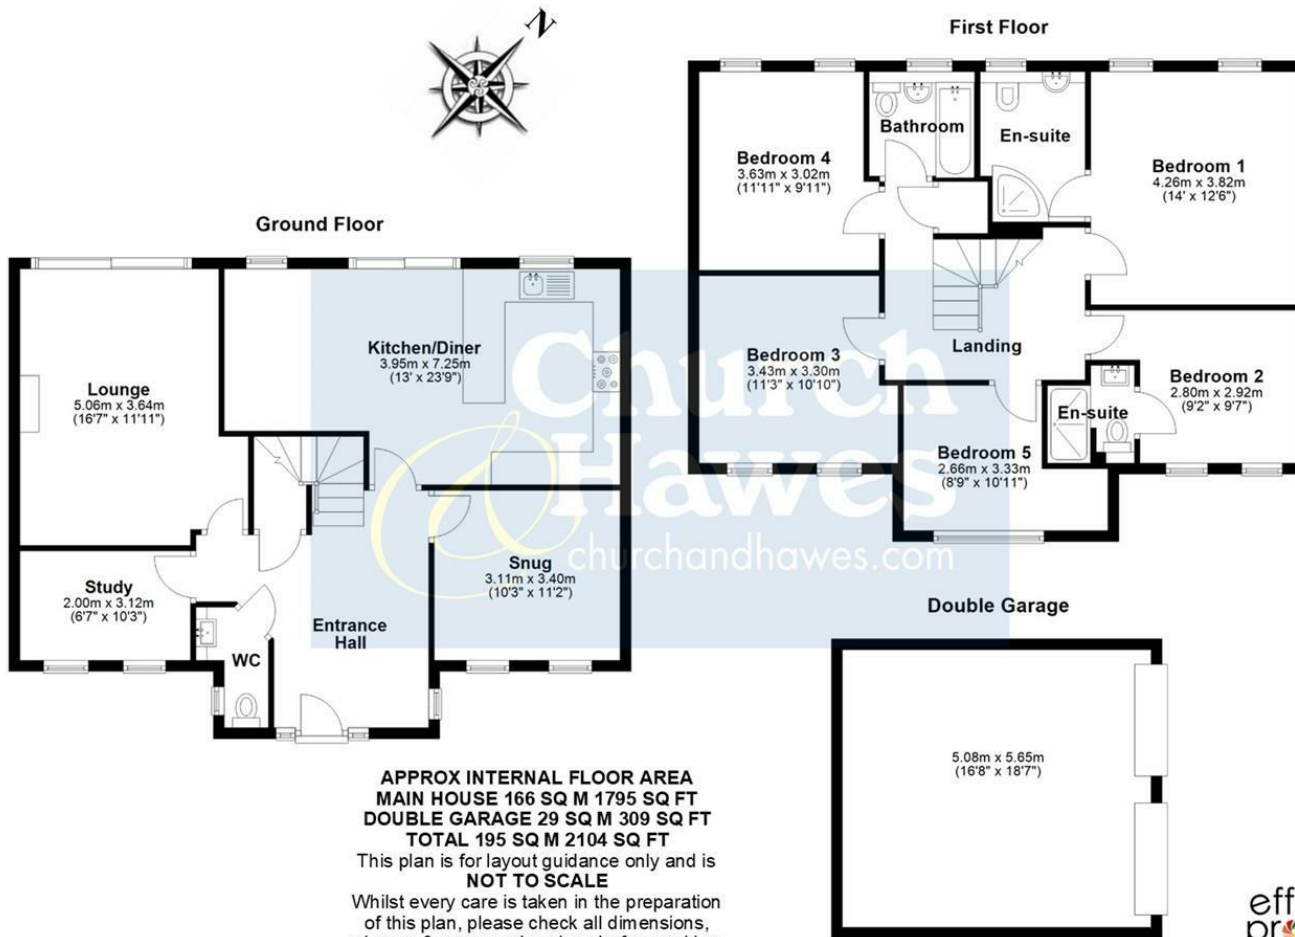 N
First Floor
Bathroom
En-suite
Bedroom 4
3.63m x 3.02m
(11'11" x 9'11")
Bedroom 1
4.26m x 3.82m
(14' x 12'6")
Bedroom 3
3.43m x 3.30m
(11'3" x 10'10")
Landing
Bedroom 2
2.80m x 2.92m
(9'2" x 9'7")
En-suite
Bedroom 5
2.66m x 3.33m
(8'9" x 10'11")
Ground Floor
Kitchen/Diner
3.95m x 7.25m
(13' x 23'9")
Lounge
5.06m x 3.64m
(16'7" x 11'11")
Study
2.00m x 3.12m
(6'7" x 10'3")
Snug
3.11m x 3.40m
(10'3" x 11'2")
Entrance
Hall
WC
Church
& Hawes
churchandhawes.com
Double Garage
5.08m x 5.65m
(16'8" x 18'7")
APPROX INTERNAL FLOOR AREA
MAIN HOUSE 166 SQ M 1795 SQ FT
DOUBLE GARAGE 29 SQ M 309 SQ FT
TOTAL 195 SQ M 2104 SQ FT
This plan is for layout guidance only and is
NOT TO SCALE
Whilst every care is taken in the preparation
of this plan, please check all dimensions,